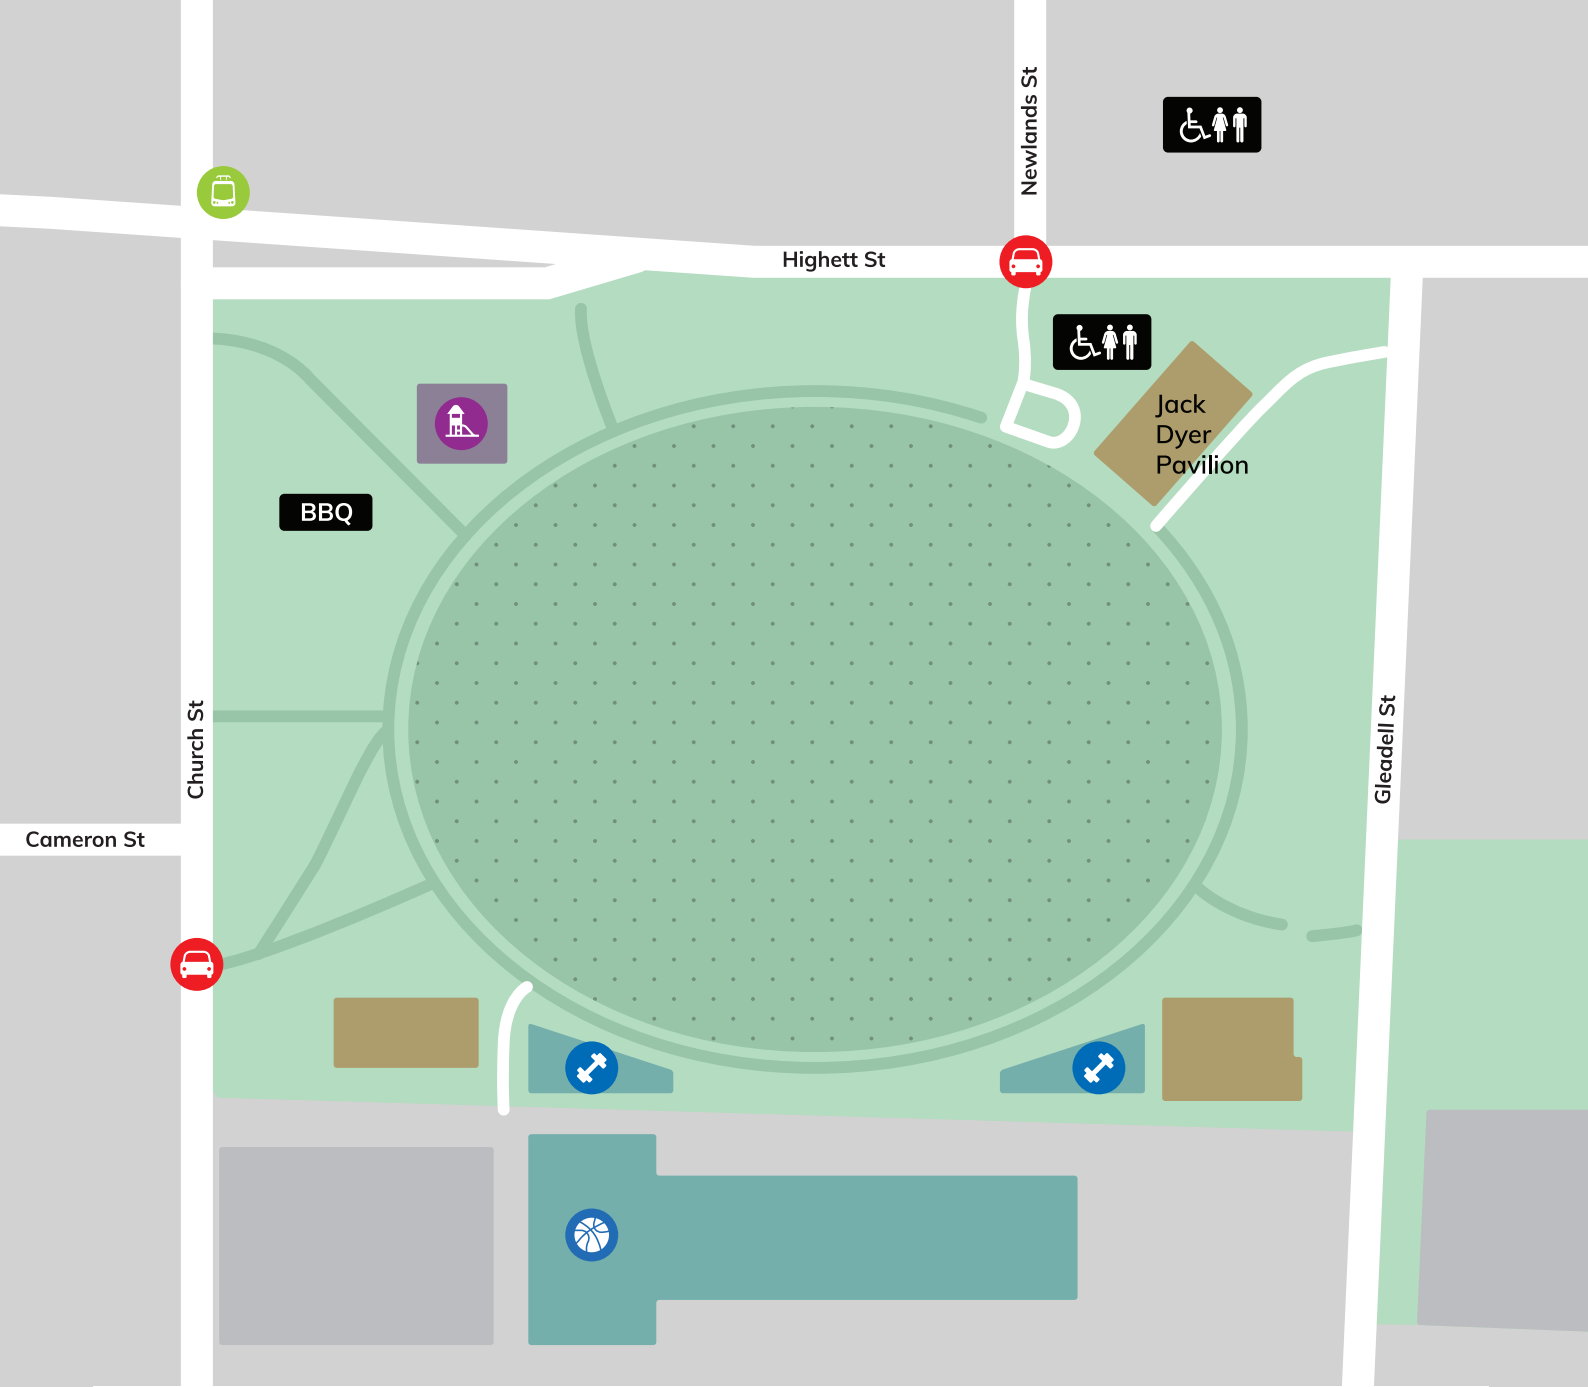 Newlands St
Highett St
Jack
Dyer
Pavilion
BBQ
Church St
Gleadell St
Cameron St